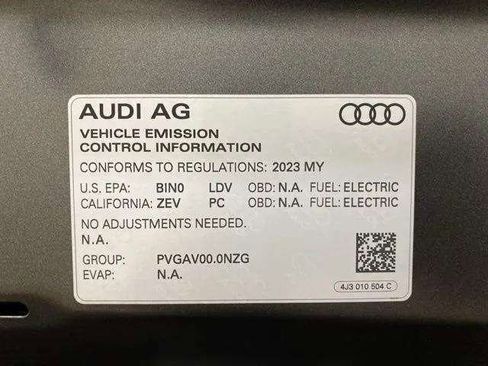 AUDI AG
VEHICLE EMISSION
CONTROL INFORMATION
CONFORMS TO REGULATIONS: 2023 MY
U.S. EPA: BIN0 LDV OBD: N.A. FUEL: ELECTRIC
CALIFORNIA: ZEV PC OBD: N.A. FUEL: ELECTRIC
NO ADJUSTMENTS NEEDED.
N.A.
GROUP: PVGAV00.0NZG
EVAP: N.A.
4J3 010 504 C